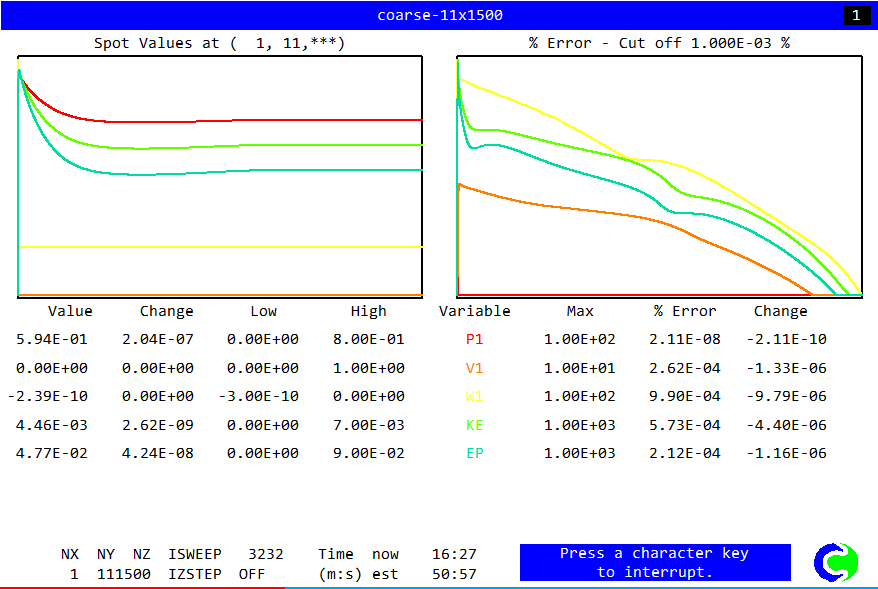 coarse-11x1500 1
Spot Values at ( 1, 11,***) % Error - Cut off 1.000E-03 %
Value Change Low High Variable Max % Error Change
5.94E-01 2.04E-07 0.00E+00 8.00E-01 P1 1.00E+02 2.11E-08 -2.11E-10
0.00E+00 0.00E+00 0.00E+00 1.00E+00 V1 1.00E+01 2.62E-04 -1.33E-06
-2.39E-10 0.00E+00 -3.00E-10 0.00E+00 W1 1.00E+02 9.90E-04 -9.79E-06
4.46E-03 2.62E-09 0.00E+00 7.00E-03 KE 1.00E+03 5.73E-04 -4.40E-06
4.77E-02 4.24E-08 0.00E+00 9.00E-02 EP 1.00E+03 2.12E-04 -1.16E-06
NX NY NZ ISWEEP 3232 Time now 16:27 Press a character key
1 111500 IZSTEP OFF (m:s) est 50:57 to interrupt.